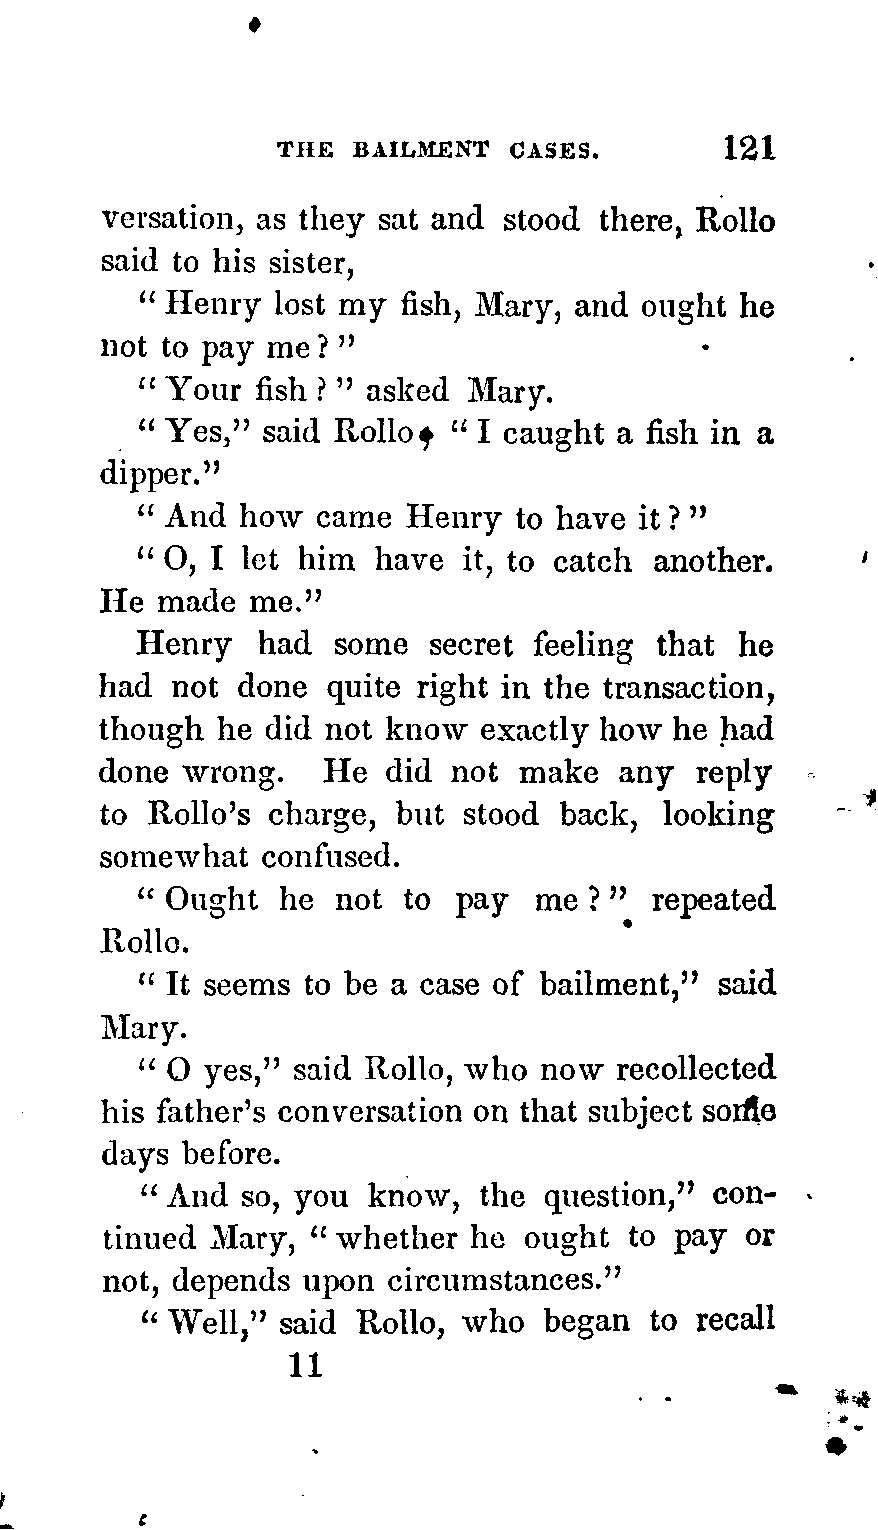 THE BAILMENT CASES. 121
versation, as they sat and stood there, Rollo
said to his sister,
“Henry lost my fish, Mary, and ought he
not to pay me?”
“Your fish?” asked Mary.
“Yes,” said Rollo, “I caught a fish in a
dipper.”
“And how came Henry to have it?”
“O, I let him have it, to catch another.
He made me.”
Henry had some secret feeling that he
had not done quite right in the transaction,
though he did not know exactly how he had
done wrong. He did not make any reply
to Rollo’s charge, but stood back, looking
somewhat confused.
“Ought he not to pay me?” repeated
Rollo.
“It seems to be a case of bailment,” said
Mary.
“O yes,” said Rollo, who now recollected
his father’s conversation on that subject some
days before.
“And so, you know, the question,” con-
tinued Mary, “whether he ought to pay or
not, depends upon circumstances.”
“Well,” said Rollo, who began to recall
11